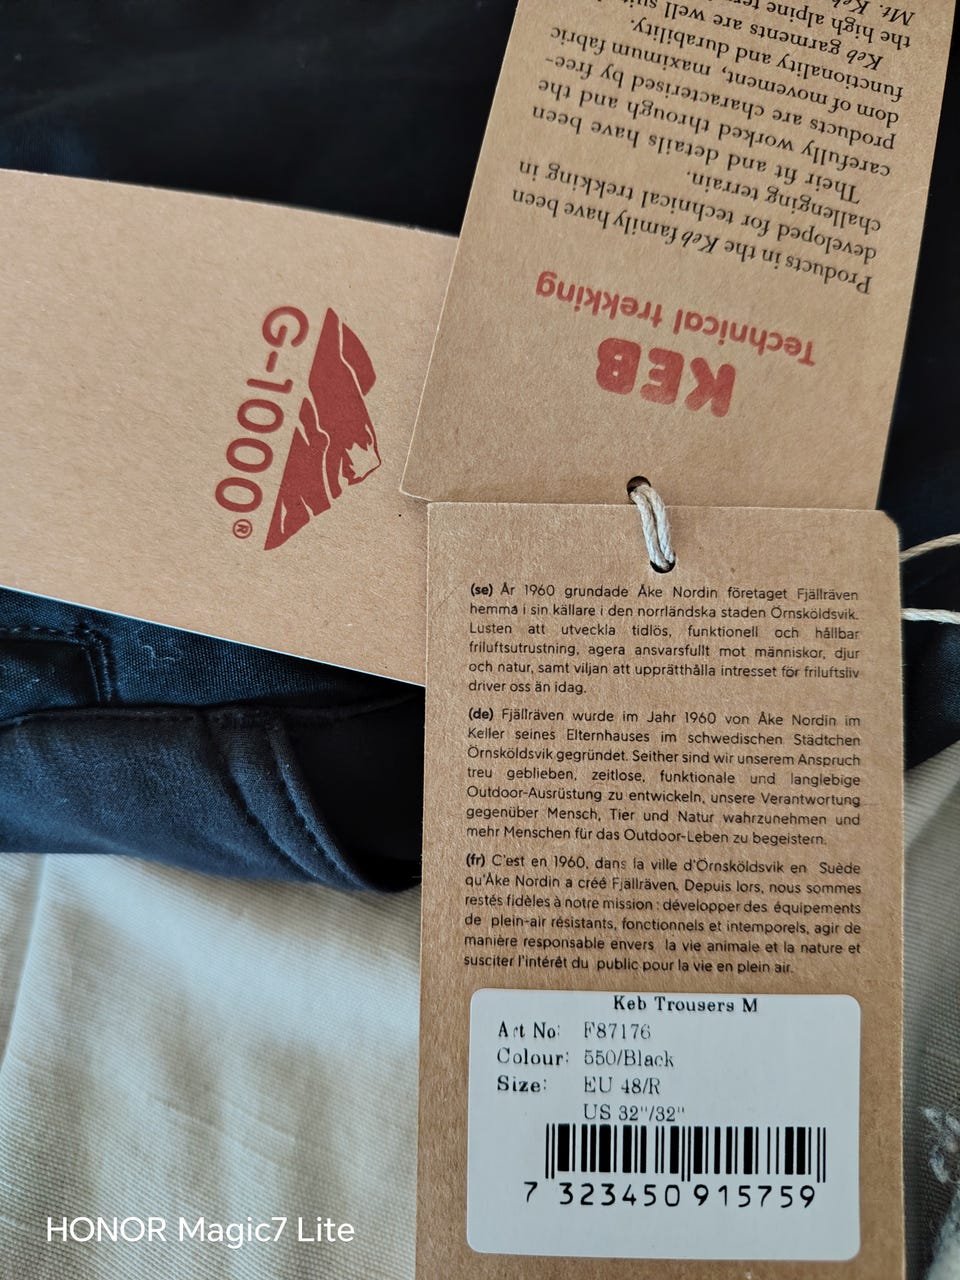 Mt. Keb
the high alpine
Keb garments are well
functionality and durability.
dom of movement, maximum fabric
products are characterised by free-
carefully worked through and the
Their fit and details have been
challenging terrain.
developed for technical trekking in
Products in the Keb family have been
Technical trekking
KEB
G-1000®
(se) År 1960 grundade Åke Nordin företaget Fjällräven
hemma i sin källare i den norrländska staden Örnsköldsvik.
Lusten att utveckla tidlös, funktionell och hållbar
friluftsutrustning, agera ansvarsfullt mot människor, djur
och natur, samt viljan att upprätthålla intresset för friluftsliv
driver oss än idag.
(de) Fjällräven wurde im Jahr 1960 von Åke Nordin im
Keller seines Elternhauses im schwedischen Städtchen
Örnsköldsvik gegründet. Seither sind wir unserem Anspruch
treu geblieben, zeitlose, funktionale und langlebige
Outdoor-Ausrüstung zu entwickeln, unsere Verantwortung
gegenüber Mensch, Tier und Natur wahrzunehmen und
mehr Menschen für das Outdoor-Leben zu begeistern.
(fr) C'est en 1960, dans la ville d'Örnsköldsvik en Suède
qu'Åke Nordin a créé Fjällräven. Depuis lors, nous sommes
restés fidèles à notre mission : développer des équipements
de plein-air résistants, fonctionnels et intemporels, agir de
manière responsable envers la vie animale et la nature et
susciter l'intérêt du public pour la vie en plein air.
Keb Trousers M
Art No: F87176
Colour: 550/Black
Size: EU 48/R
US 32"/32"
7 323450 915759
HONOR Magic7 Lite